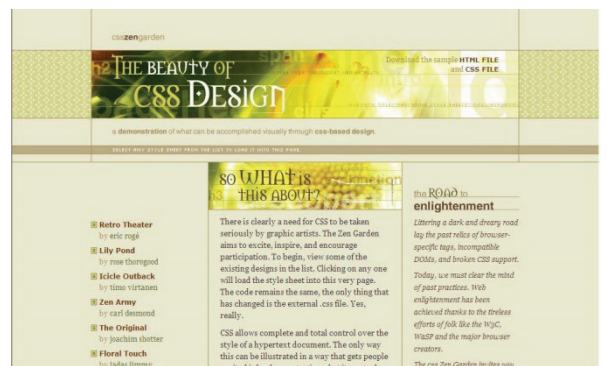 csszengarden
THE BEAUTY OF
CSS DESIGN
Download the sample HTML FILE
and CSS FILE
a demonstration of what can be accomplished visually through css-based design.
SELECT ANY STYLE SHEET FROM THE LIST TO LOAD IT INTO THIS PAGE.
Retro Theater
by eric rogé
Lily Pond
by rose thorogood
Icicle Outback
by timo virtanen
Zen Army
by carl desmond
The Original
by joachim shotter
Floral Touch
by jadas jimmy
SO WHAT IS
THIS ABOUT?
There is clearly a need for CSS to be taken
seriously by graphic artists. The Zen Garden
aims to excite, inspire, and encourage
participation. To begin, view some of the
existing designs in the list. Clicking on any one
will load the style sheet into this very page.
The code remains the same, the only thing that
has changed is the external .css file. Yes,
really.
CSS allows complete and total control over the
style of a hypertext document. The only way
this can be illustrated in a way that gets people
the ROAD to
enlightenment
Littering a dark and dreary road
lay the past relics of browser-
specific tags, incompatible
DOMs, and broken CSS support.
Today, we must clear the mind
of past practices. Web
enlightenment has been
achieved thanks to the tireless
efforts of folk like the W3C,
WaSP and the major browser
creators.
The css Zen Garden invites you